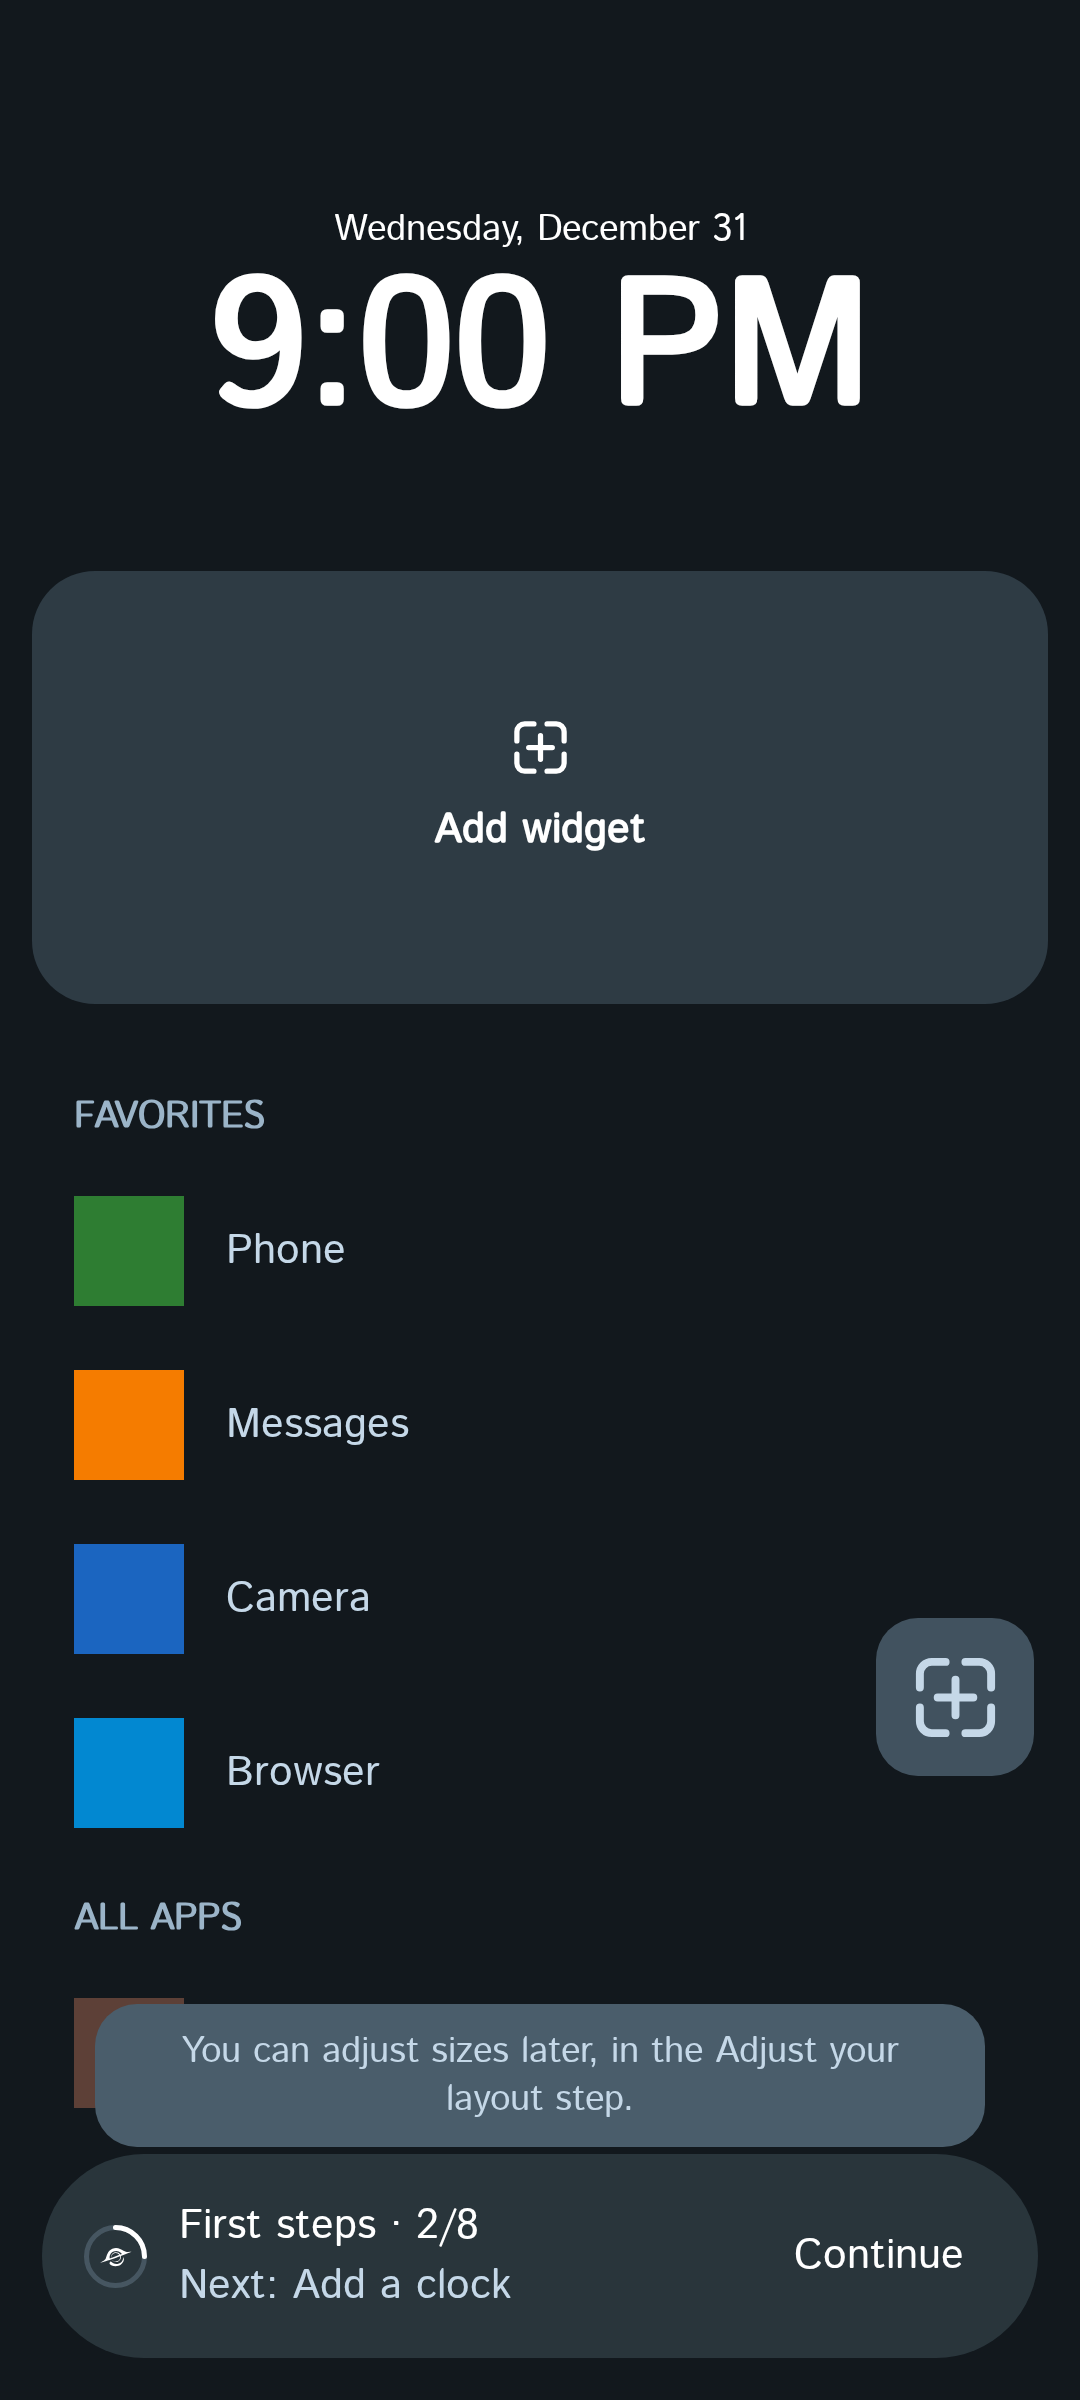 Wednesday, December 31
9:00 PM
Add widget
FAVORITES
Phone
Messages
Camera
Browser
ALL APPS
You can adjust sizes later, in the Adjust your
layout step.
First steps · 2/8
Next: Add a clock
Continue